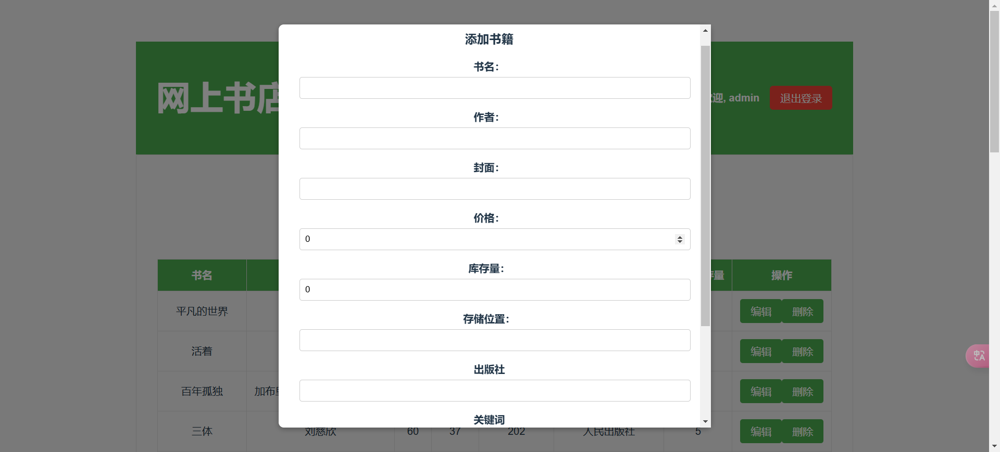 添加书籍
书名：
作者：
封面：
价格：
0
库存量：
0
存储位置：
出版社
关键词
网上书店
迎, admin
退出登录
书名
存量
操作
平凡的世界
编辑
删除
活着
编辑
删除
百年孤独
加布里
编辑
删除
三体
刘慈欣
60
37
202
人民出版社
5
编辑
删除